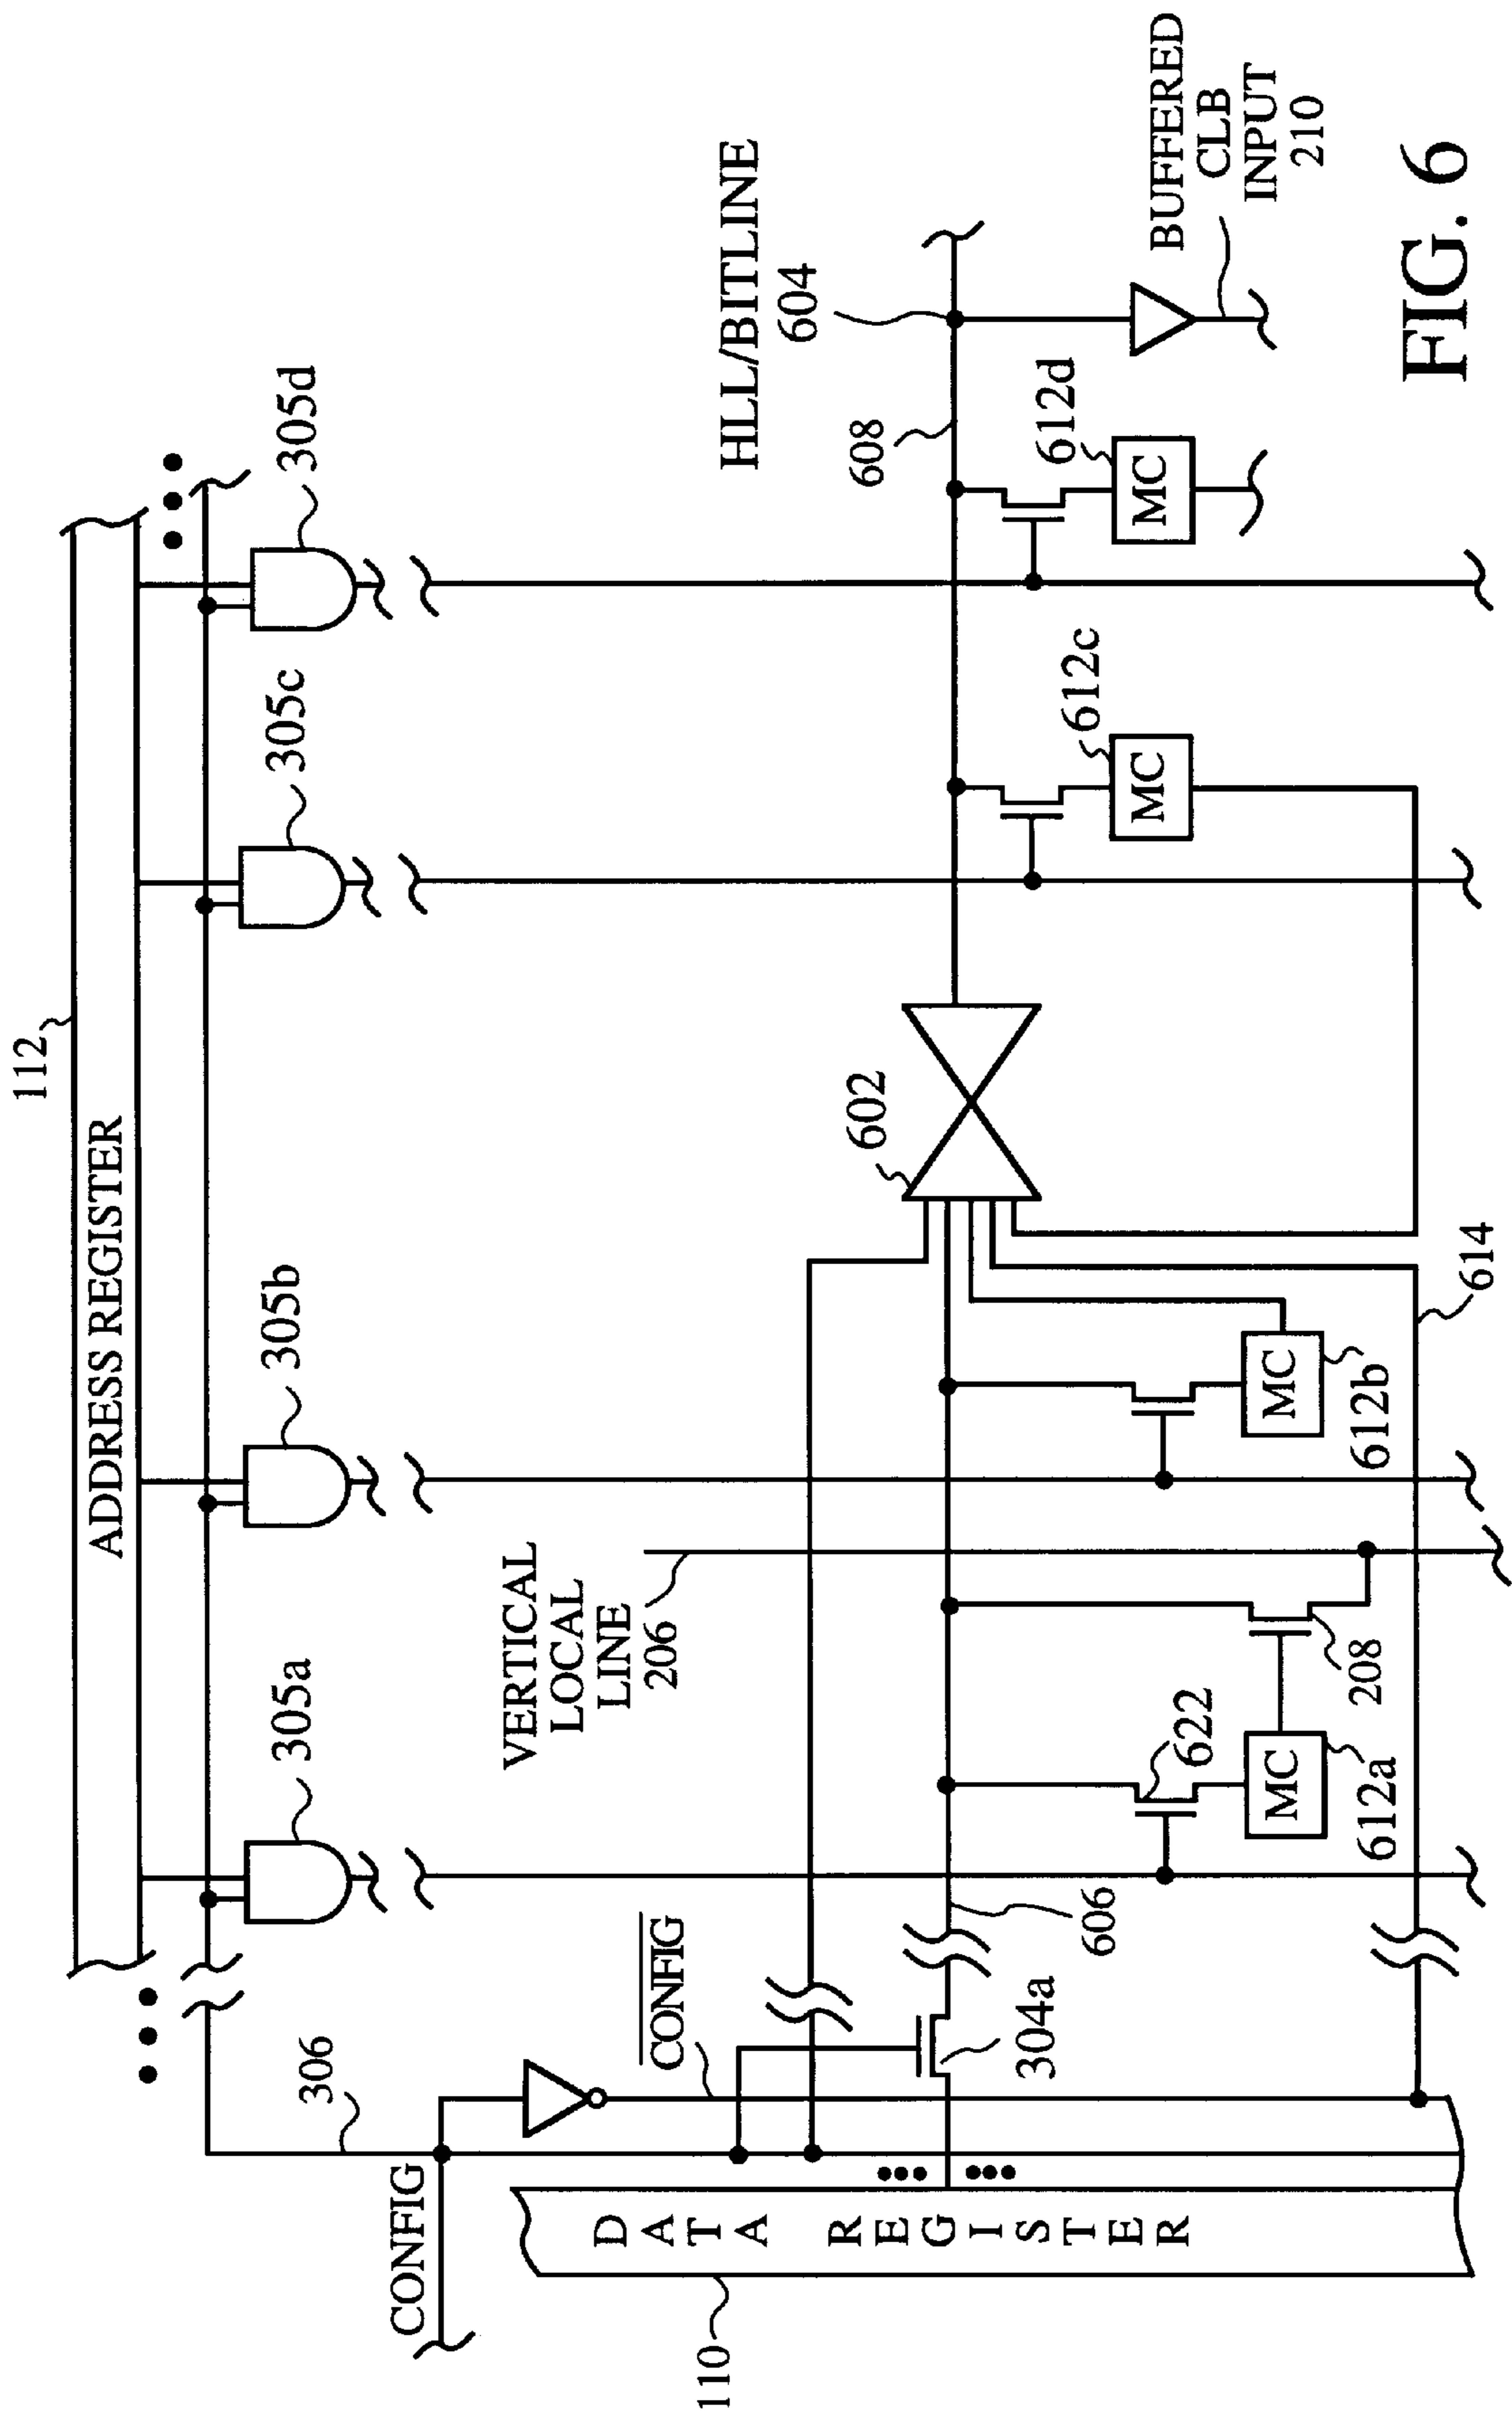 112
ADDRESS REGISTER
305a
305b
305c
305d
306
CONFIG
CONFIG
VERTICAL
LOCAL
LINE
206
602
HLL/BITLINE
604
608
110
DATA REGISTER
304a
606
622
MC
612a
208
MC
612b
614
MC
612c
MC
612d
BUFFERED
CLB
INPUT
210
FIG. 6